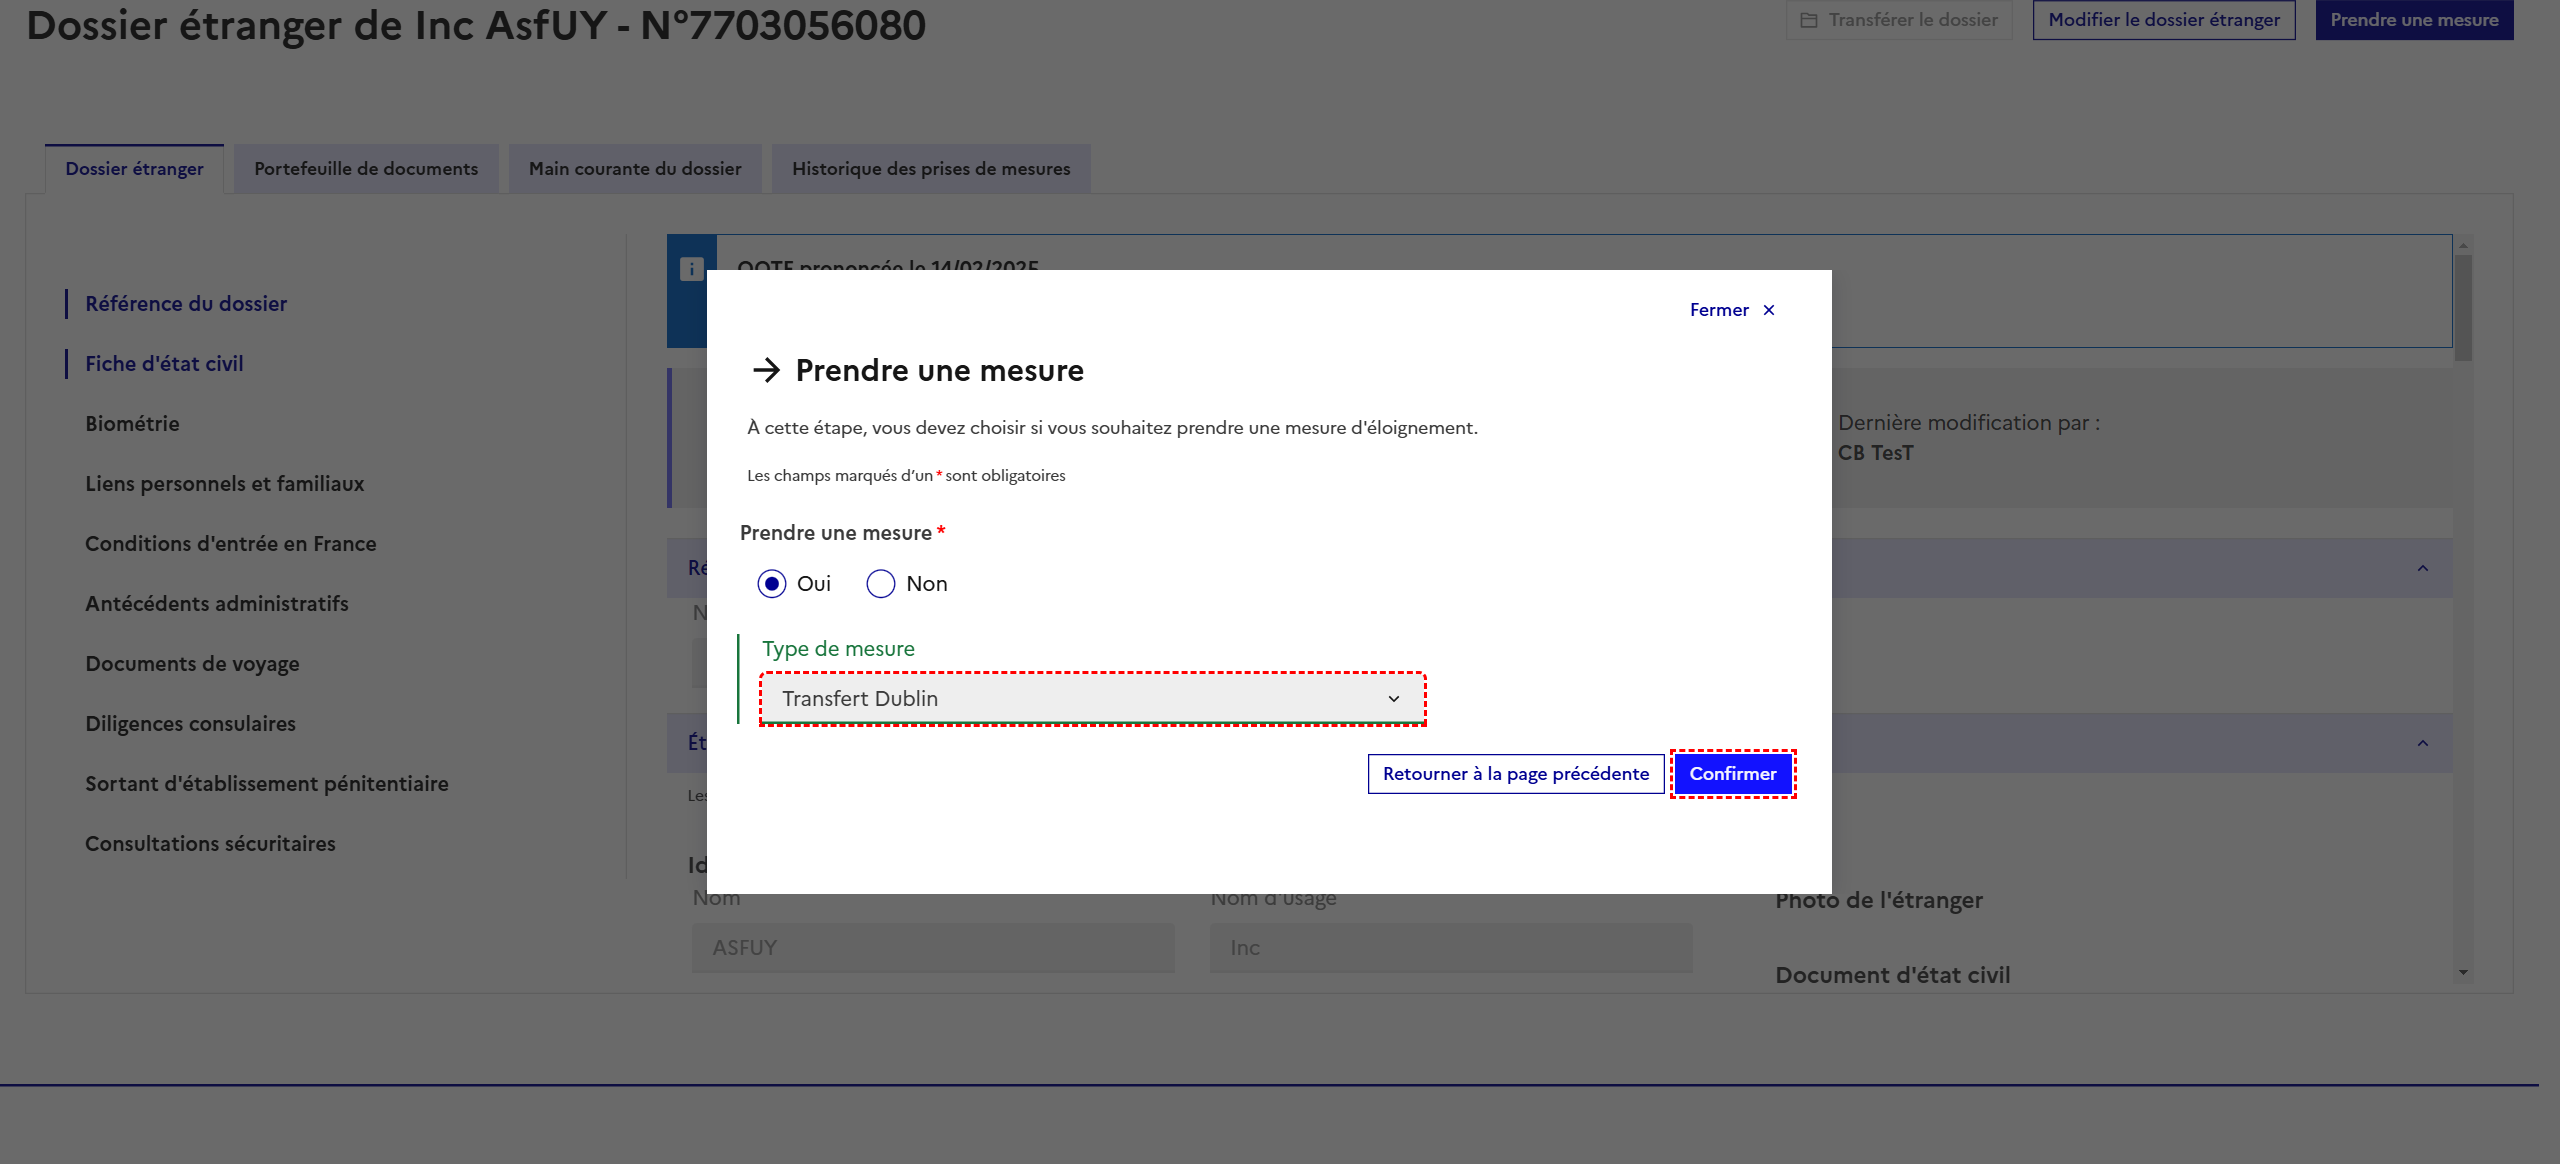 Dossier étranger de Inc AsfUY - N°7703056080
Transférer le dossier
Modifier le dossier étranger
Prendre une mesure
Dossier étranger
Portefeuille de documents
Main courante du dossier
Historique des prises de mesures
Référence du dossier
Fiche d'état civil
Biométrie
Liens personnels et familiaux
Conditions d'entrée en France
Antécédents administratifs
Documents de voyage
Diligences consulaires
Sortant d'établissement pénitentiaire
Consultations sécuritaires
OQTF prononcée le 14/02/2025
Fermer ×
→ Prendre une mesure
À cette étape, vous devez choisir si vous souhaitez prendre une mesure d'éloignement.
Les champs marqués d’un * sont obligatoires
Prendre une mesure *
Oui
Non
Type de mesure
Transfert Dublin
Retourner à la page précédente
Confirmer
Dernière modification par :
CB TesT
Ré
N
Ét
Les
Id
Nom
Nom d'usage
ASFUY
Inc
Photo de l'étranger
Document d'état civil